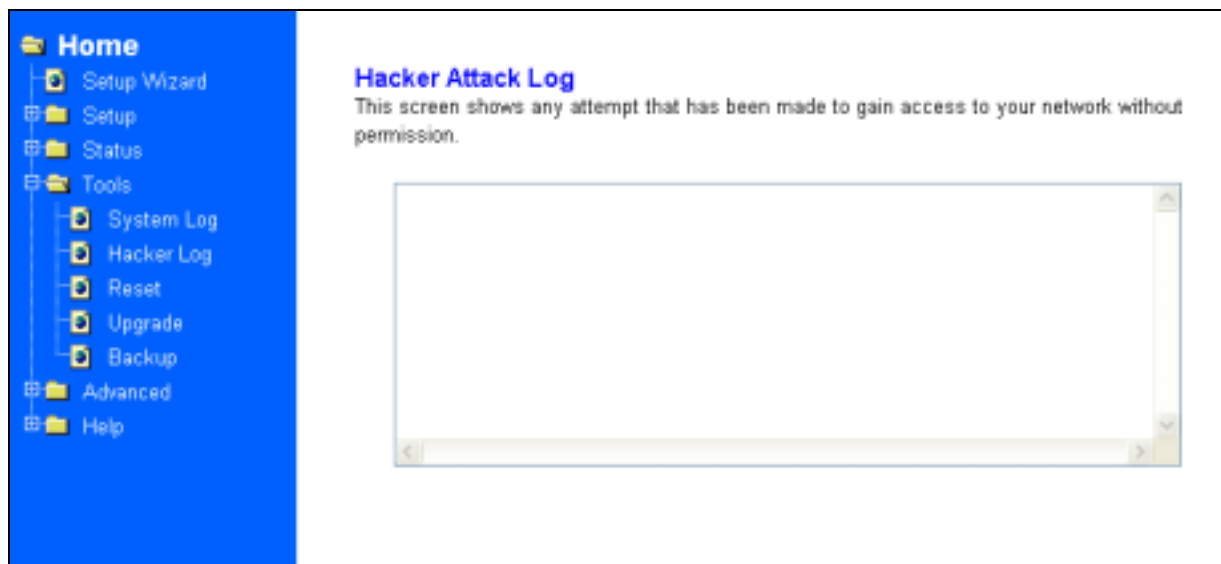 Home
Setup Wizard
Setup
Status
Tools
System Log
Hacker Log
Reset
Upgrade
Backup
Advanced
Help
Hacker Attack Log
This screen shows any attempt that has been made to gain access to your network without
permission.